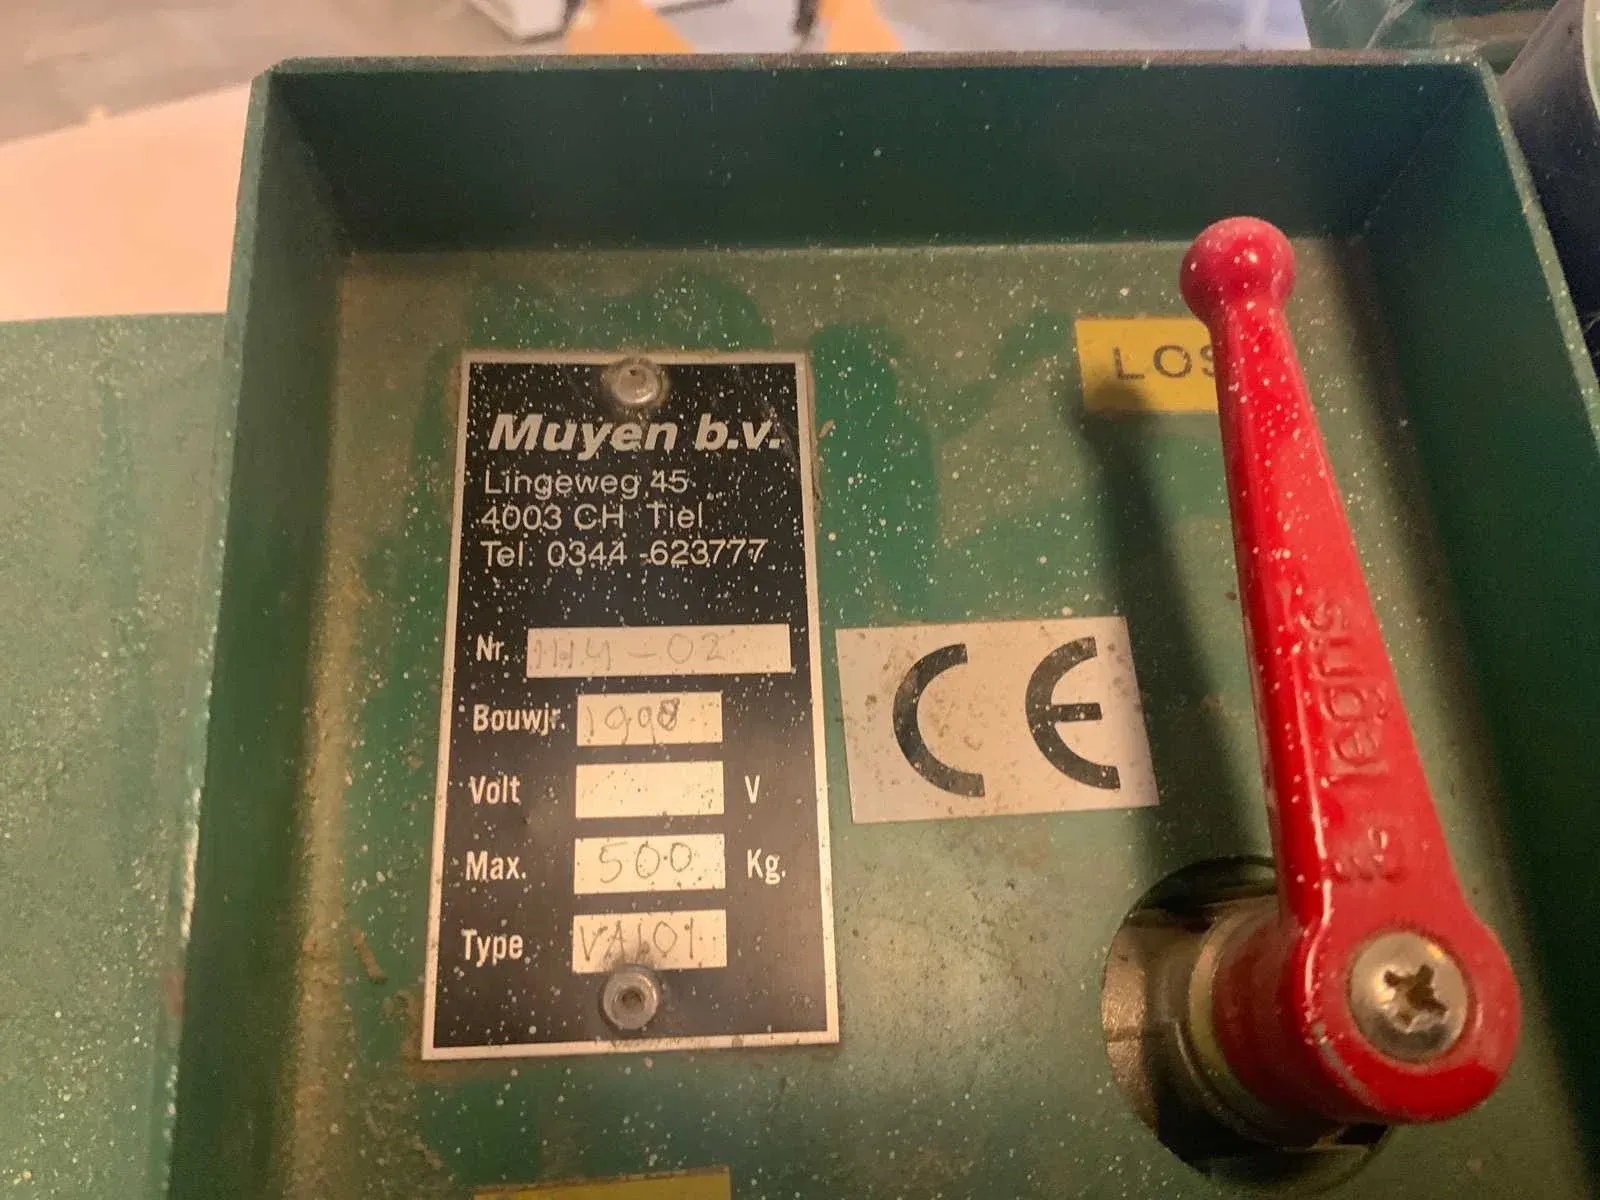 Muyen b.v.
Lingeweg 45
4003 CH Tiel
Tel. 0344-623777
Nr.
Bouwjr. 1998
Volt V
Max. 500 Kg.
Type VA101
CE
LOS